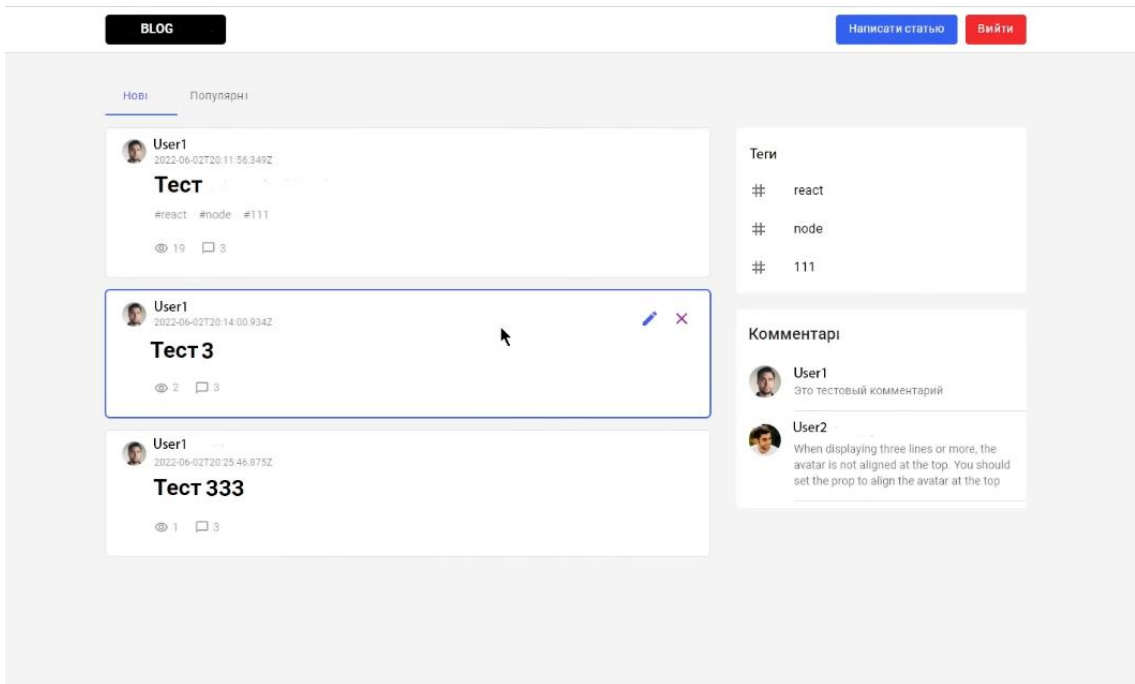 BLOG
Написати статью
Вийти
Нові
Популярні
User1
2022-06-02T20:11:56.349Z
Тест
#react #node #111
19 3
User1
2022-06-02T20:14:00.934Z
Тест 3
2 3
User1
2022-06-02T20:25:46.875Z
Тест 333
1 3
Теги
# react
# node
# 111
Комментарі
User1
Это тестовый комментарий
User2
When displaying three lines or more, the
avatar is not aligned at the top. You should
set the prop to align the avatar at the top